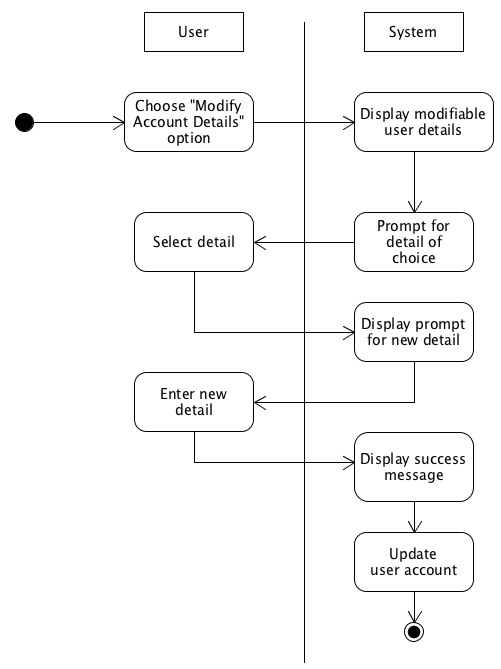 User
System
Choose "Modify
Account Details"
option
Display modifiable
user details
Select detail
Prompt for
detail of
choice
Display prompt
for new detail
Enter new
detail
Display success
message
Update
user account